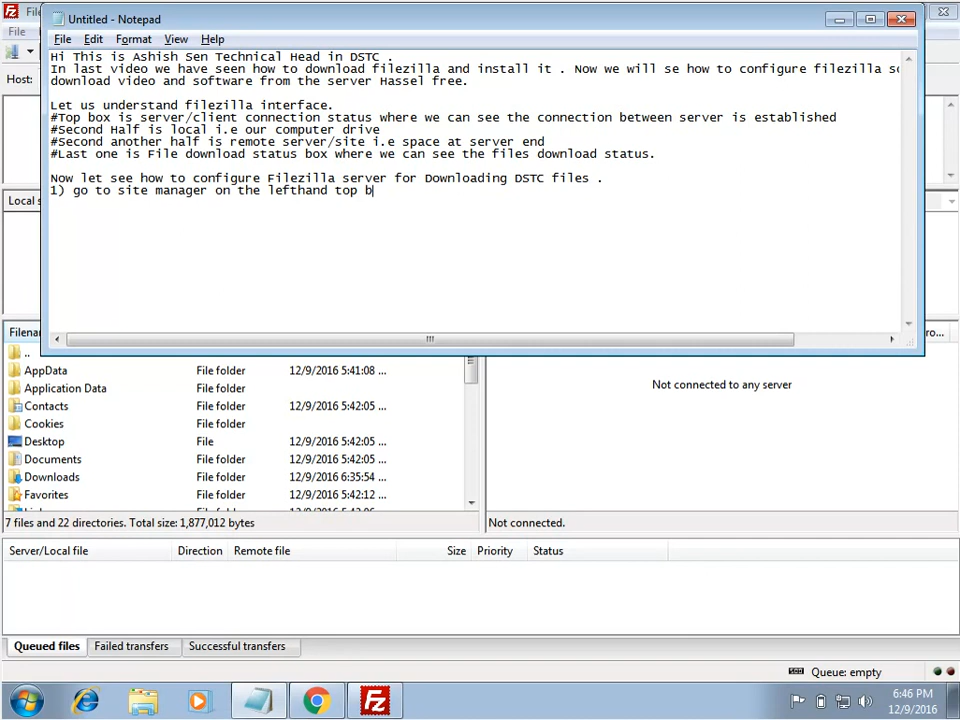 File
Untitled - Notepad
File Edit Format View Help
Host:
Hi This is Ashish Sen Technical Head in DSTC .
In last video we have seen how to download filezilla and install it . Now we will se how to configure filezilla
download video and software from the server Hassel free.
Let us understand filezilla interface.
#Top box is server/client connection status where we can see the connection between server is established
#Second Half is local i.e our computer drive
#Second another half is remote server/site i.e space at server end
#Last one is File download status box where we can see the files download status.
Now let see how to configure Filezilla server for Downloading DSTC files .
1) go to site manager on the lefthand top b
Local s
Filenar
ro...
..
AppData File folder 12/9/2016 5:41:08 ...
Application Data File folder
Contacts File folder 12/9/2016 5:42:05 ...
Cookies File folder
Desktop File 12/9/2016 5:42:05 ...
Documents File folder 12/9/2016 5:42:05 ...
Downloads File folder 12/9/2016 6:35:54 ...
Favorites File folder 12/9/2016 5:42:12 ...
Not connected to any server
7 files and 22 directories. Total size: 1,877,012 bytes
Not connected.
Server/Local file Direction Remote file Size Priority Status
Queued files Failed transfers Successful transfers
Queue: empty
6:46 PM
12/9/2016